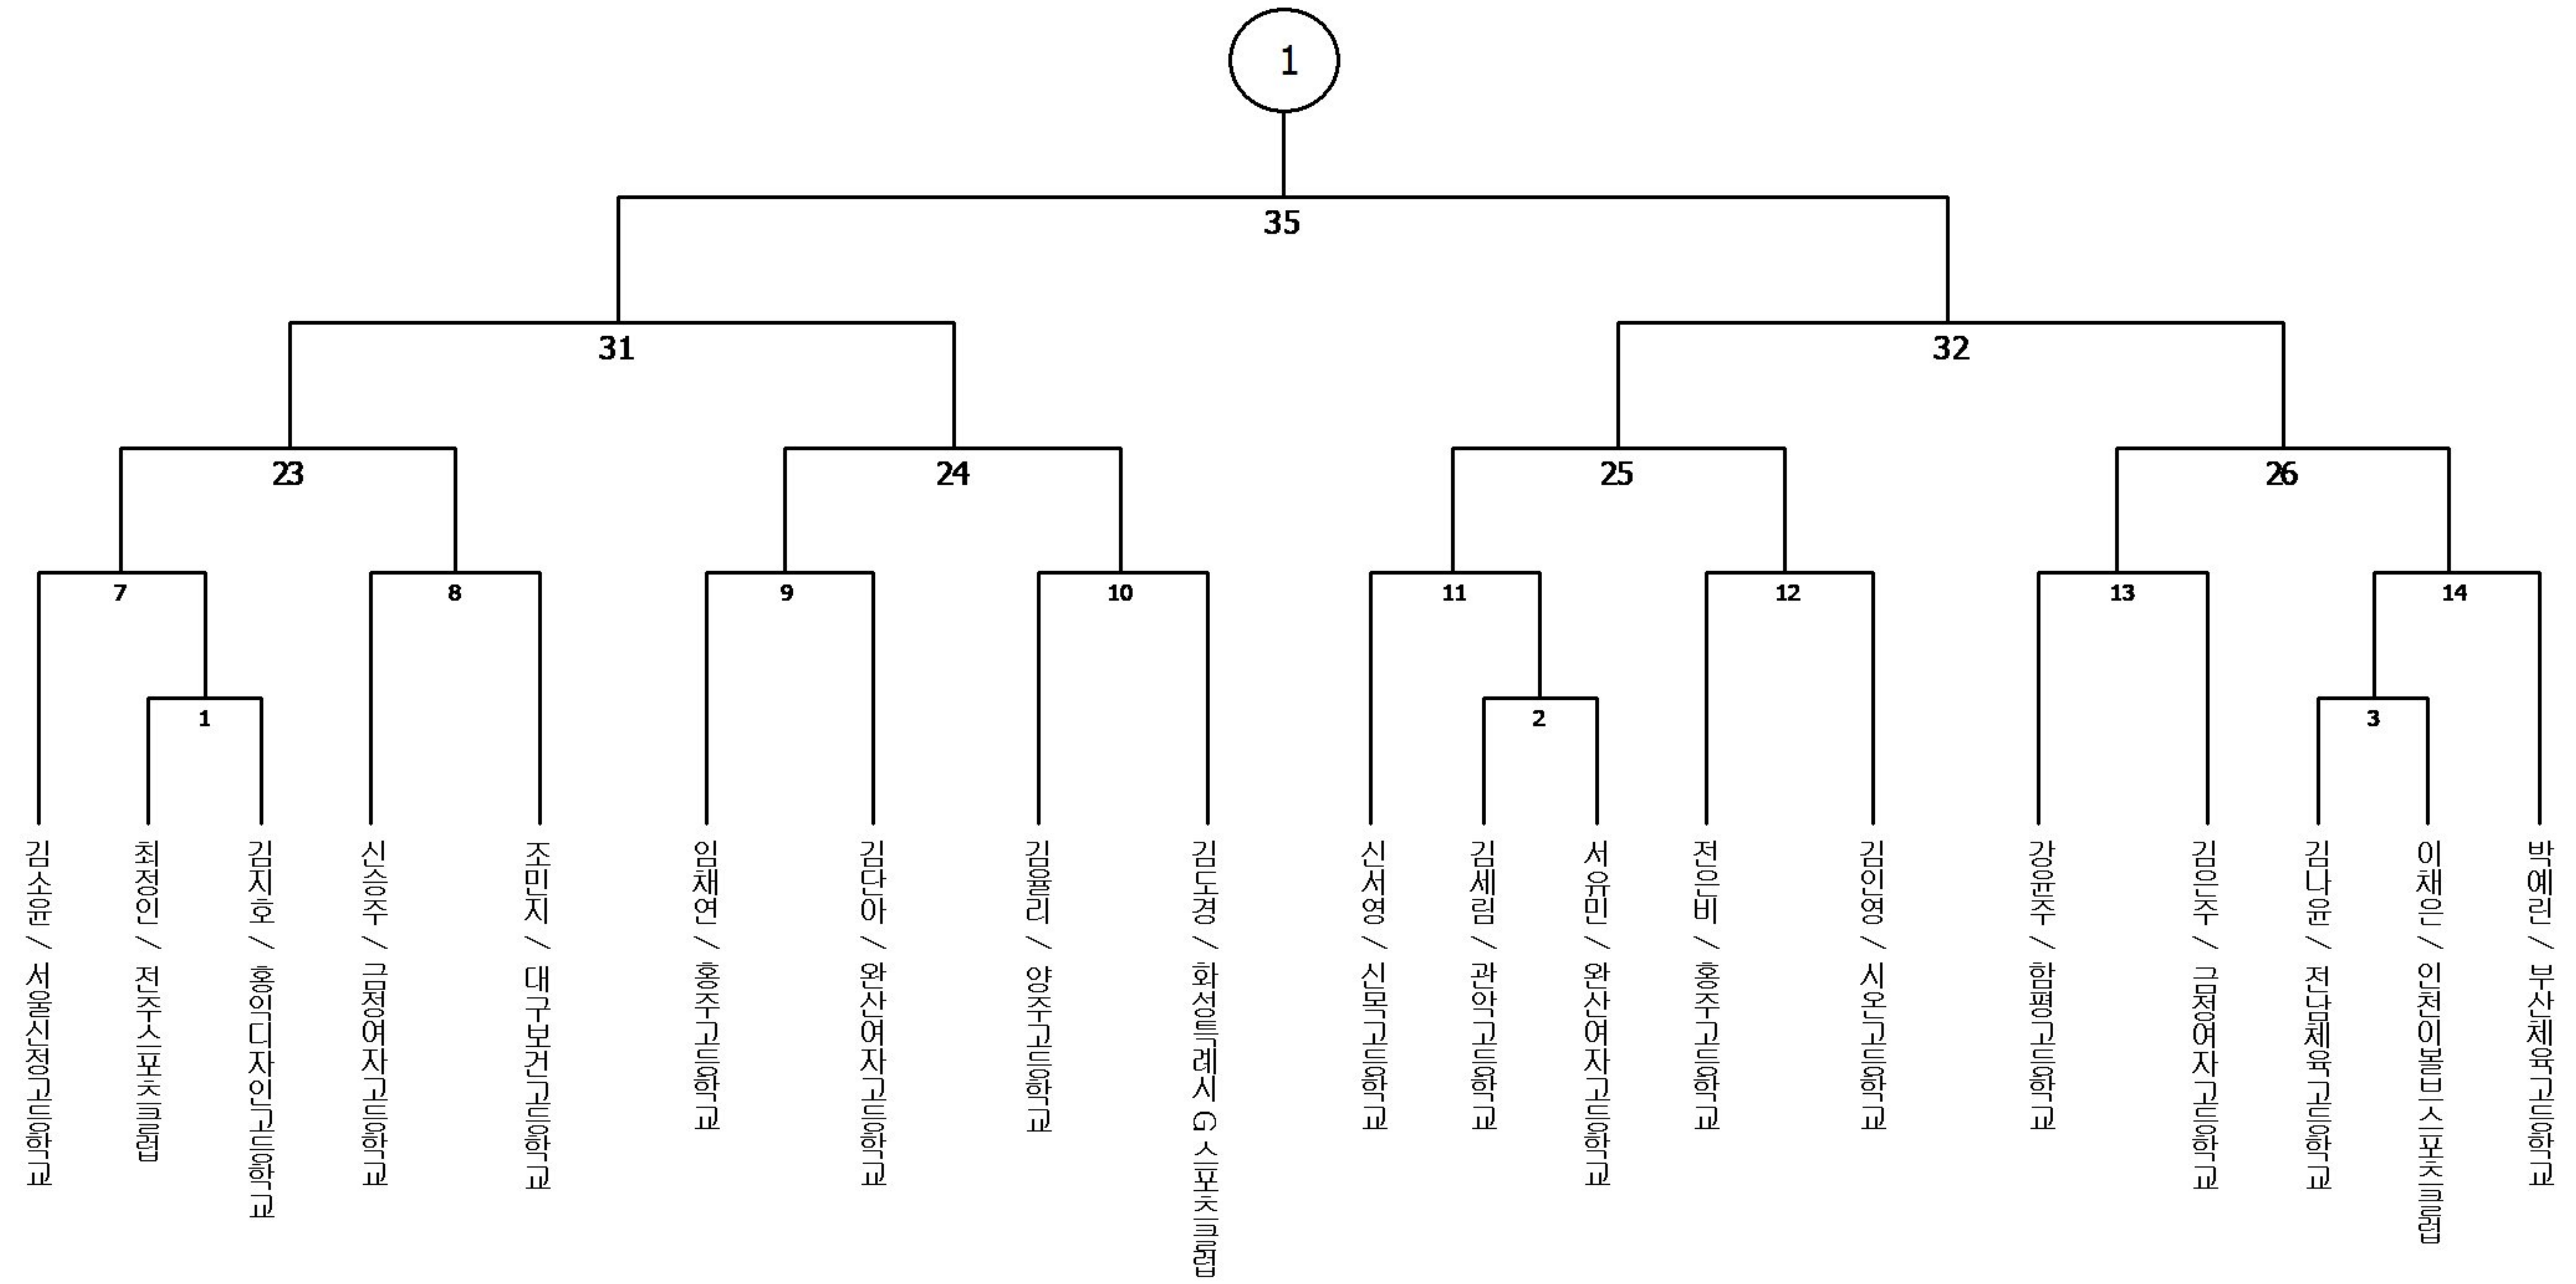 1
35
31
32
23
24
25
26
7
8
9
10
11
12
13
14
1
2
3
김소윤 / 서울신정고등학교
최정인 / 전주스포츠클럽
김지호 / 홍익디자인고등학교
신승주 / 금정여자고등학교
조민지 / 대구보건고등학교
임채연 / 홍주고등학교
김단아 / 완산여자고등학교
김율리 / 양주고등학교
김도경 / 화성특례시G스포츠클럽
신서영 / 신목고등학교
김세림 / 관악고등학교
서유민 / 완산여자고등학교
전은비 / 홍주고등학교
김인영 / 시온고등학교
강윤주 / 함평고등학교
김은주 / 금정여자고등학교
김나윤 / 전남체육고등학교
이채은 / 인천이볼브스포츠클럽
박예린 / 부산체육고등학교